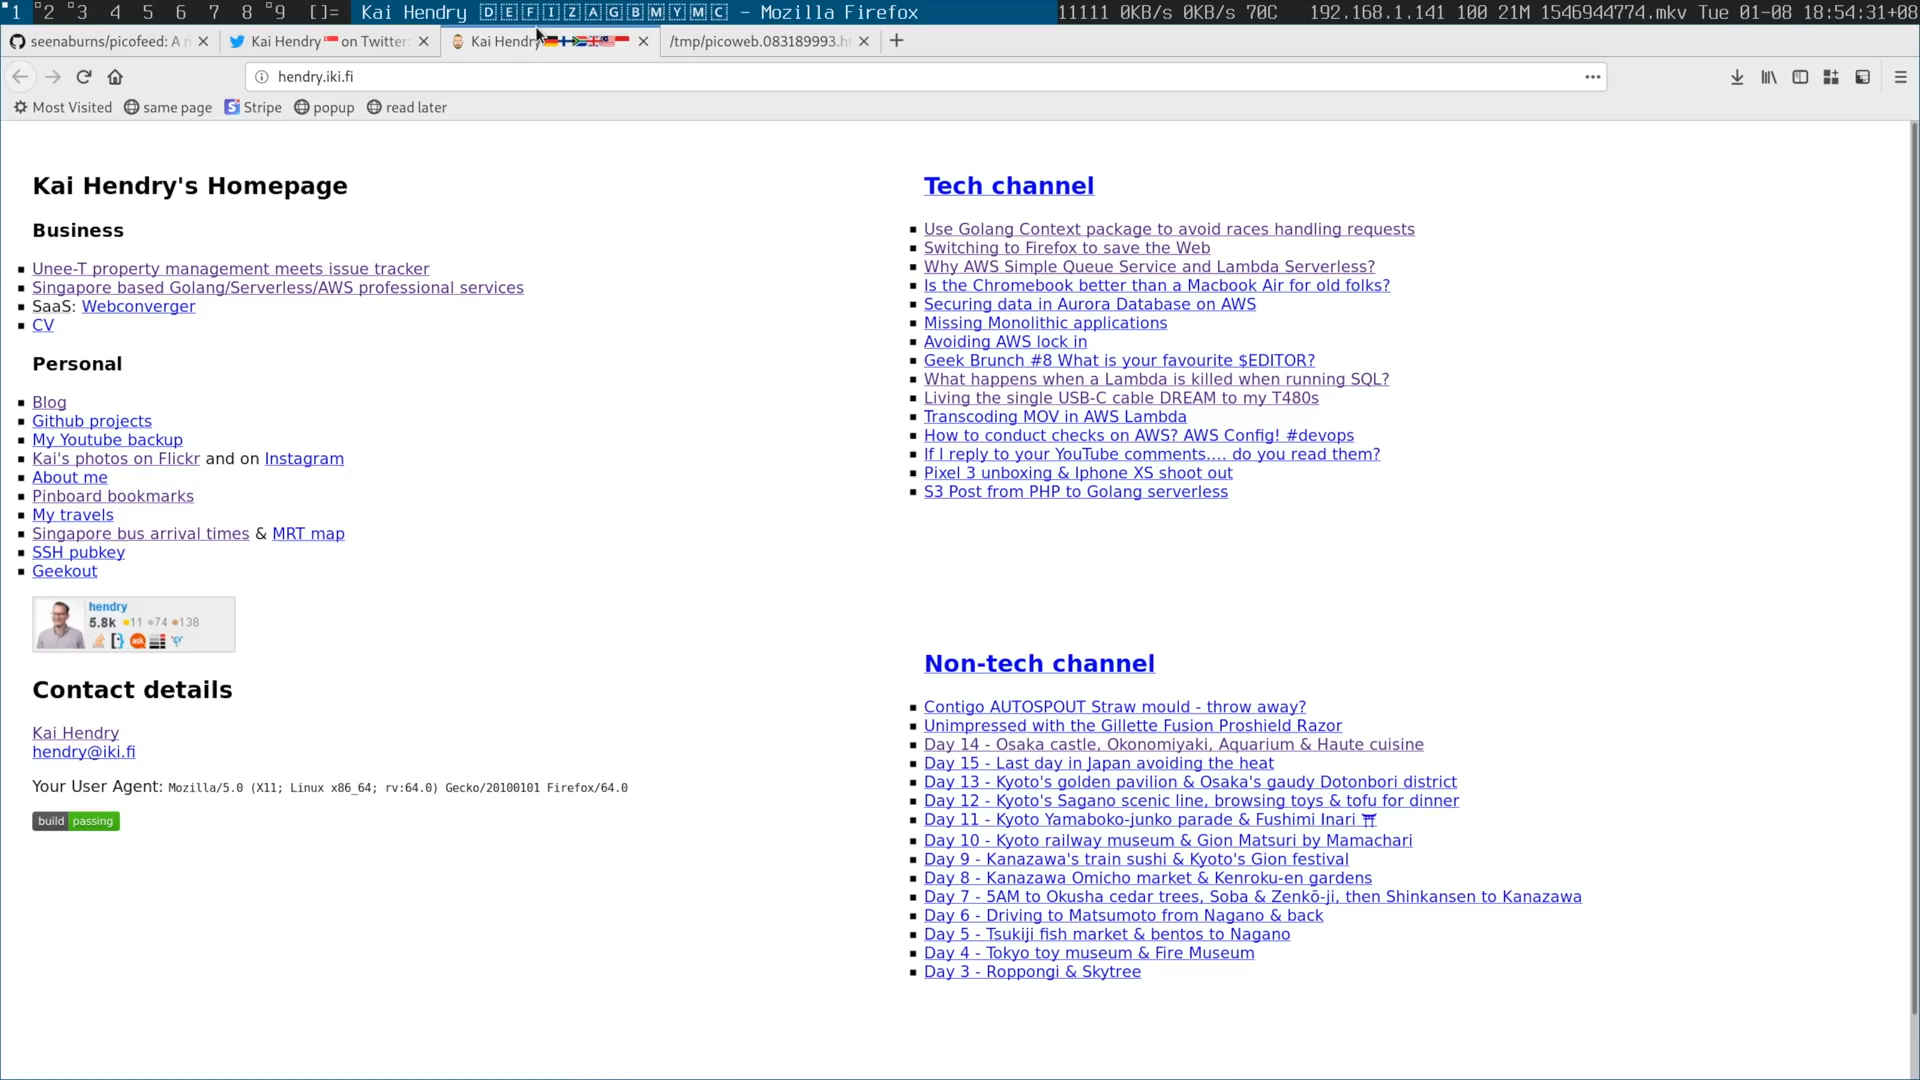 1 2 3 4 5 6 7 8 9 []= Kai Hendry 🄳🄴🄵🄸🅉🄰🄶🄱🄼🅈🄼🄲 - Mozilla Firefox 11111 0KB/s 0KB/s 70C 192.168.1.141 100 21M 1546944774.mkv Tue 01-08 18:54:31+08
seenaburns/picofeed: A m Kai Hendry🇸🇬 on Twitter: Kai Hendry /tmp/picoweb.083189993.h
hendry.iki.fi
Most Visited same page Stripe popup read later
Kai Hendry's Homepage
Business
Unee-T property management meets issue tracker
Singapore based Golang/Serverless/AWS professional services
SaaS: Webconverger
CV
Personal
Blog
Github projects
My Youtube backup
Kai's photos on Flickr and on Instagram
About me
Pinboard bookmarks
My travels
Singapore bus arrival times & MRT map
SSH pubkey
Geekout
hendry
5.8k 11 74 138
Contact details
Kai Hendry
hendry@iki.fi
Your User Agent: Mozilla/5.0 (X11; Linux x86_64; rv:64.0) Gecko/20100101 Firefox/64.0
build passing
Tech channel
Use Golang Context package to avoid races handling requests
Switching to Firefox to save the Web
Why AWS Simple Queue Service and Lambda Serverless?
Is the Chromebook better than a Macbook Air for old folks?
Securing data in Aurora Database on AWS
Missing Monolithic applications
Avoiding AWS lock in
Geek Brunch #8 What is your favourite $EDITOR?
What happens when a Lambda is killed when running SQL?
Living the single USB-C cable DREAM to my T480s
Transcoding MOV in AWS Lambda
How to conduct checks on AWS? AWS Config! #devops
If I reply to your YouTube comments.... do you read them?
Pixel 3 unboxing & Iphone XS shoot out
S3 Post from PHP to Golang serverless
Non-tech channel
Contigo AUTOSPOUT Straw mould - throw away?
Unimpressed with the Gillette Fusion Proshield Razor
Day 14 - Osaka castle, Okonomiyaki, Aquarium & Haute cuisine
Day 15 - Last day in Japan avoiding the heat
Day 13 - Kyoto's golden pavilion & Osaka's gaudy Dotonbori district
Day 12 - Kyoto's Sagano scenic line, browsing toys & tofu for dinner
Day 11 - Kyoto Yamaboko-junko parade & Fushimi Inari ⛩
Day 10 - Kyoto railway museum & Gion Matsuri by Mamachari
Day 9 - Kanazawa's train sushi & Kyoto's Gion festival
Day 8 - Kanazawa Omicho market & Kenroku-en gardens
Day 7 - 5AM to Okusha cedar trees, Soba & Zenkō-ji, then Shinkansen to Kanazawa
Day 6 - Driving to Matsumoto from Nagano & back
Day 5 - Tsukiji fish market & bentos to Nagano
Day 4 - Tokyo toy museum & Fire Museum
Day 3 - Roppongi & Skytree